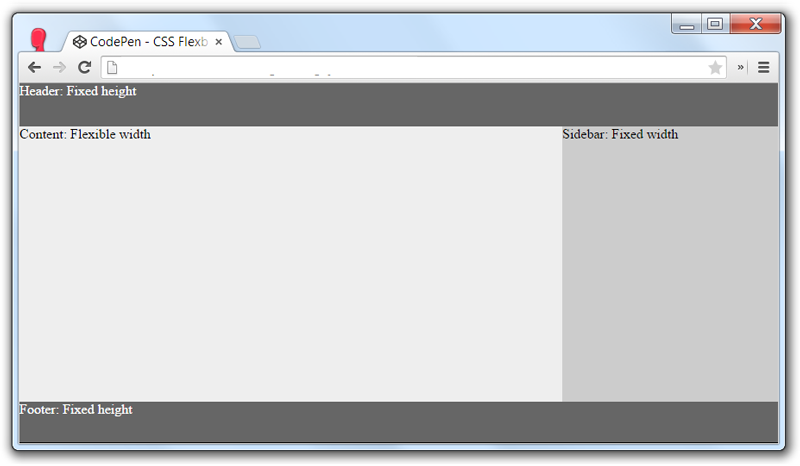 CodePen - CSS Flexb
Header: Fixed height
Content: Flexible width
Sidebar: Fixed width
Footer: Fixed height